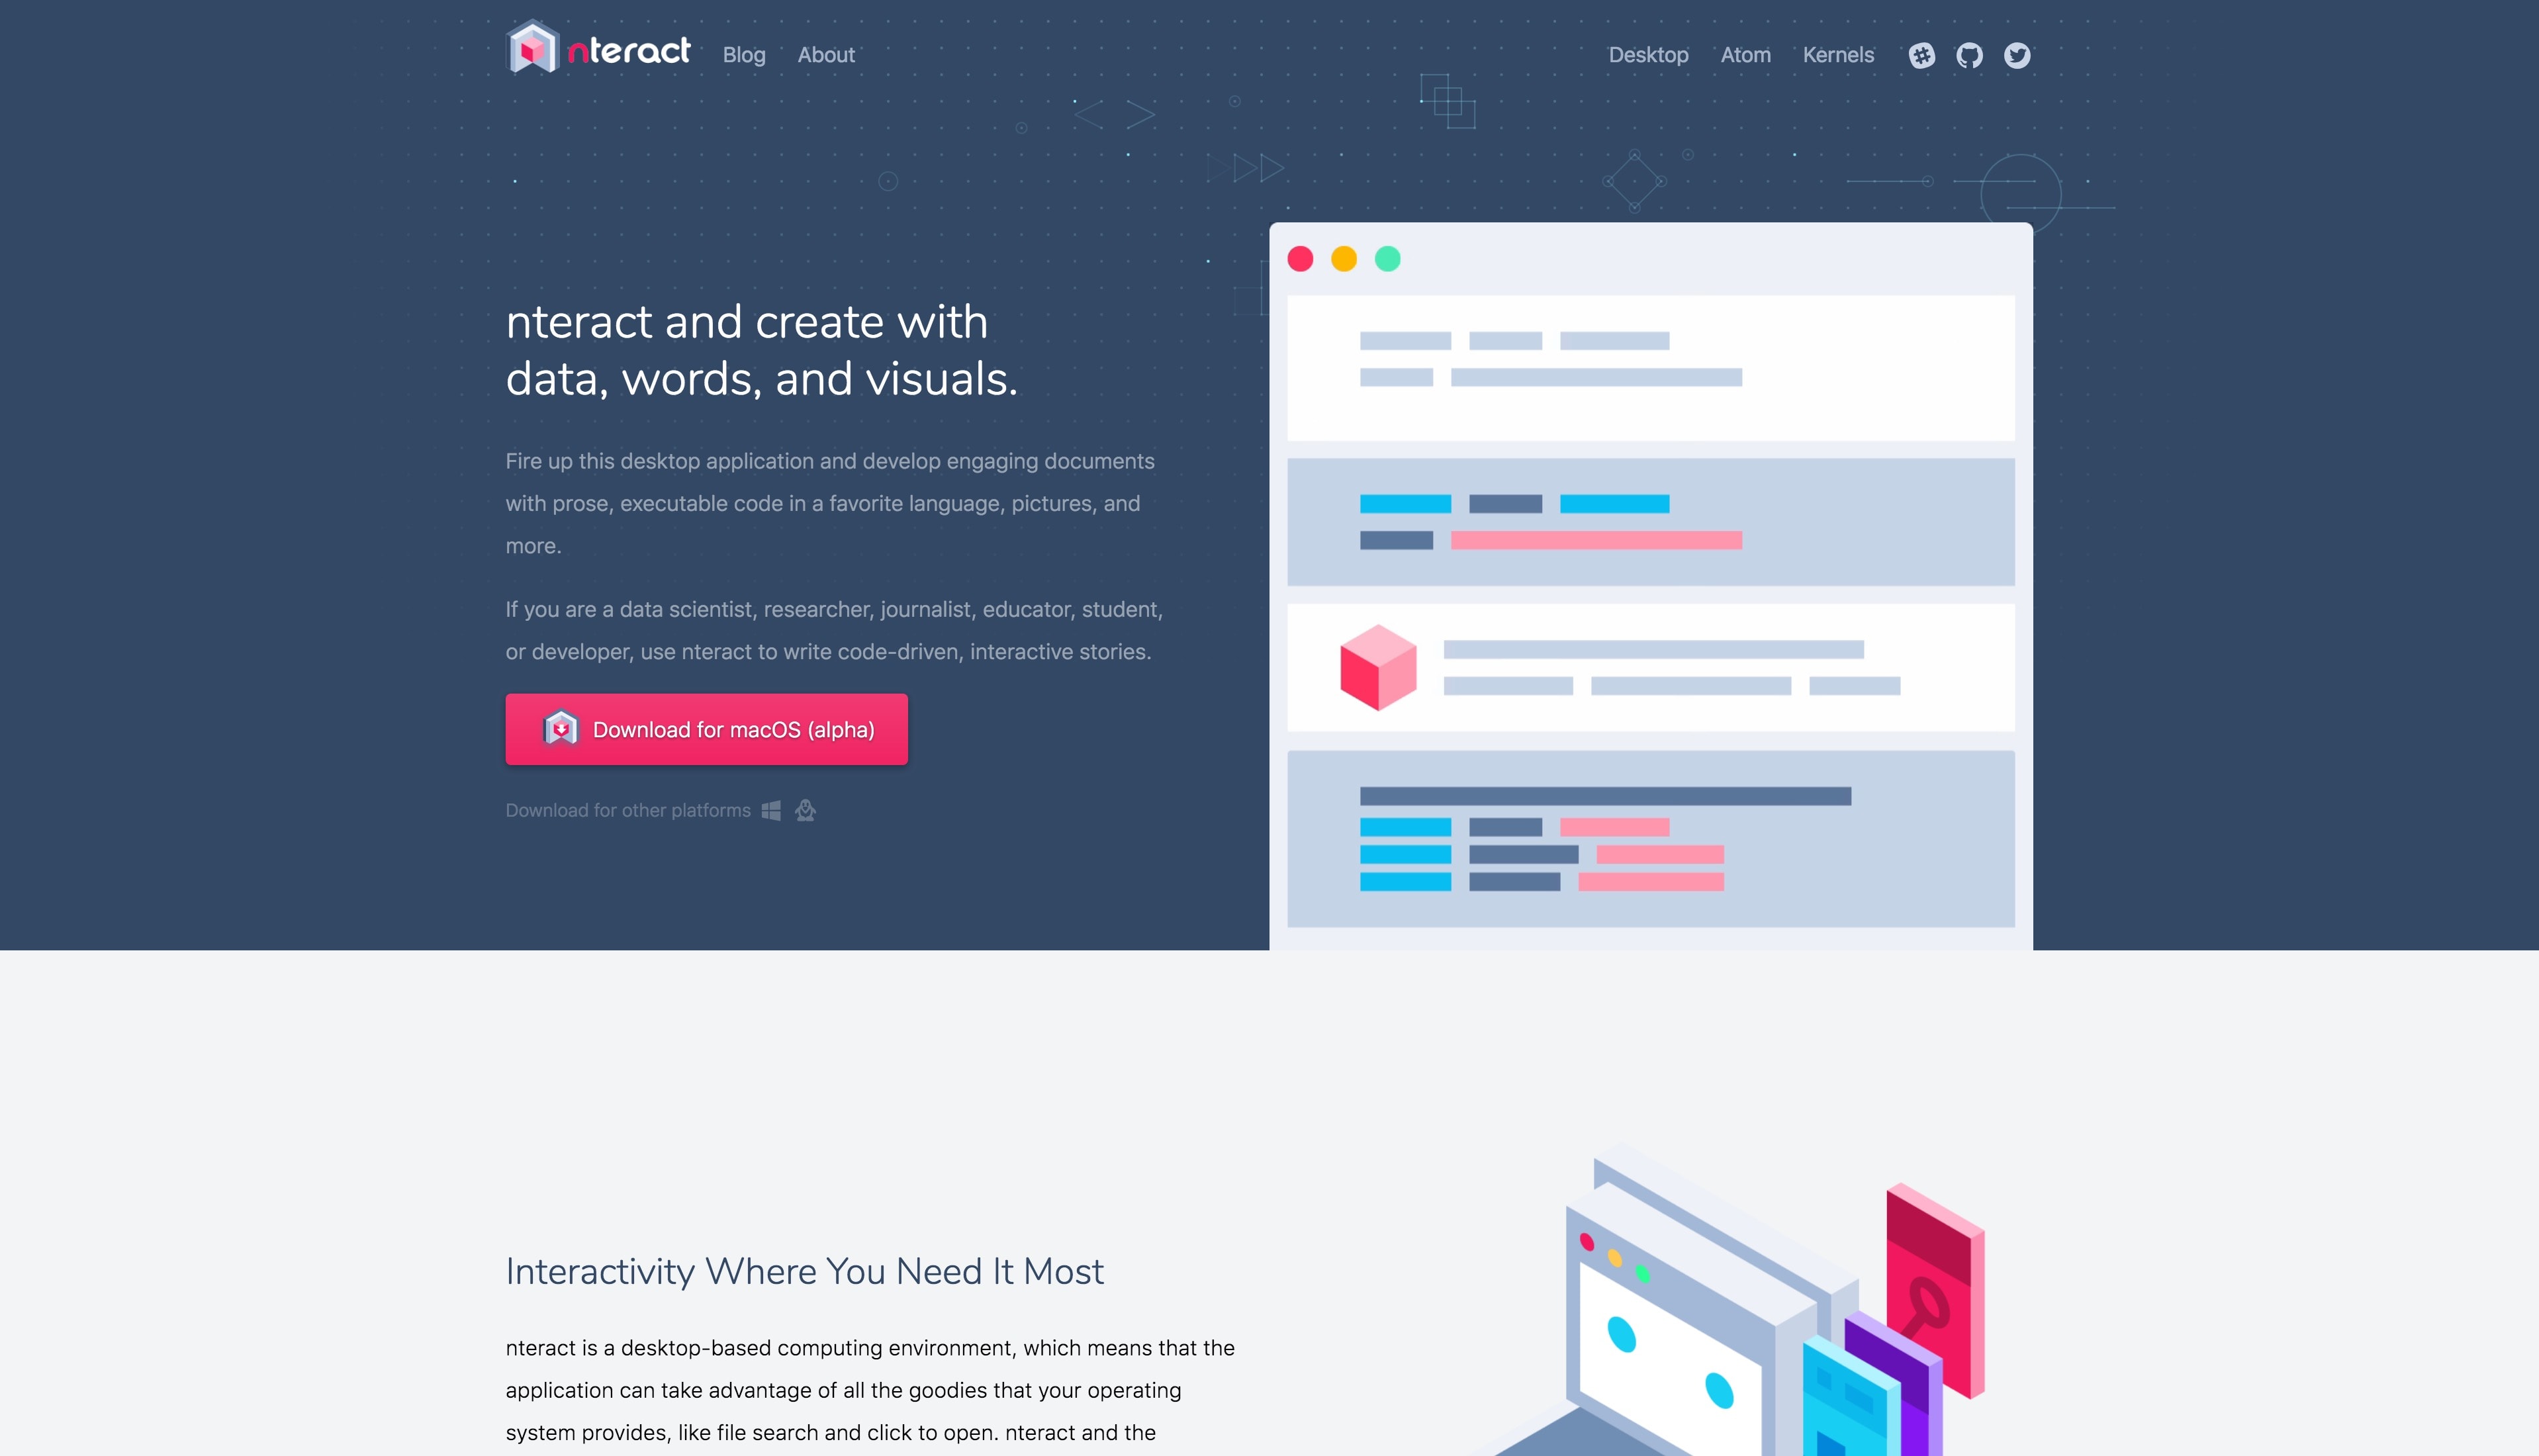 nteract Blog About Desktop Atom Kernels
nteract and create with
data, words, and visuals.
Fire up this desktop application and develop engaging documents
with prose, executable code in a favorite language, pictures, and
more.
If you are a data scientist, researcher, journalist, educator, student,
or developer, use nteract to write code-driven, interactive stories.
Download for macOS (alpha)
Download for other platforms
Interactivity Where You Need It Most
nteract is a desktop-based computing environment, which means that the
application can take advantage of all the goodies that your operating
system provides, like file search and click to open. nteract and the